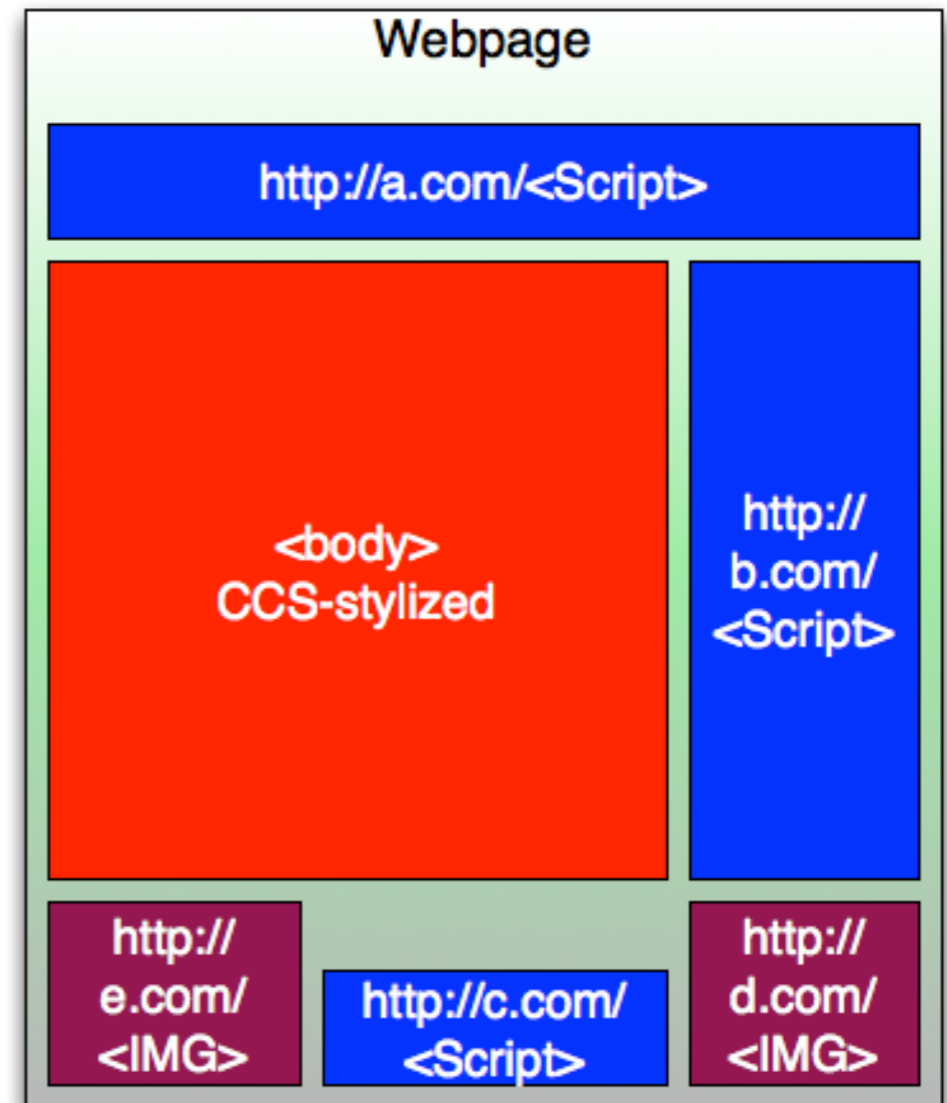 Webpage
http://a.com/<Script>
<body>
CCS-stylized
http://
b.com/
<Script>
http://
e.com/
<IMG>
http://c.com/
<Script>
http://
d.com/
<IMG>